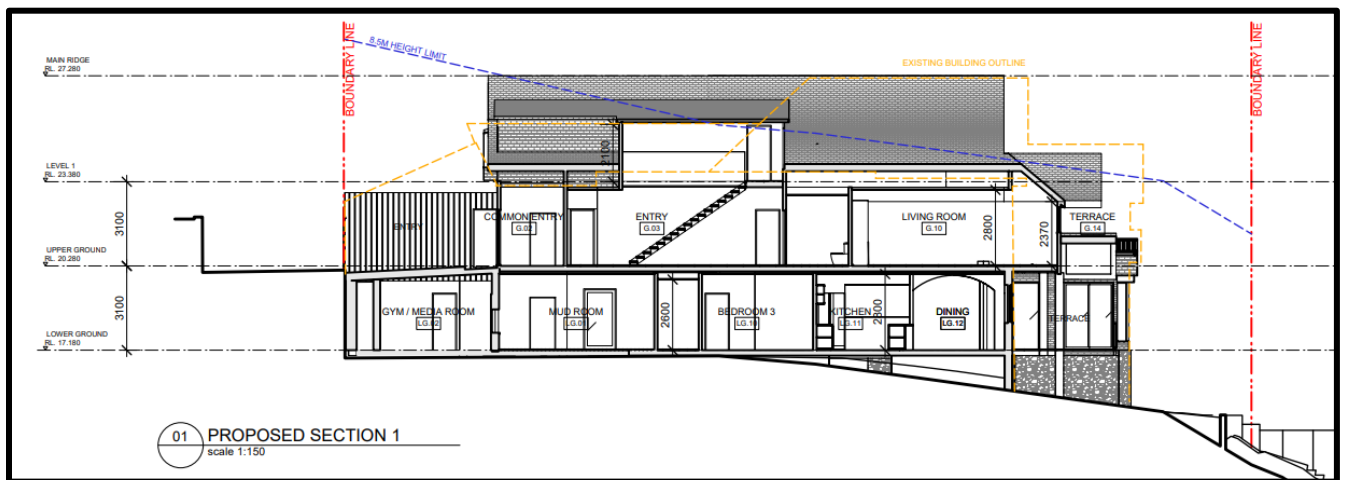 BOUNDARY LINE
8.5M HEIGHT LIMIT
EXISTING BUILDING OUTLINE
BOUNDARY LINE
MAIN RIDGE
RL. 27.280
2100
LEVEL 1
RL. 23.380
3100
ENTRY
COMMON ENTRY
G.02
ENTRY
G.03
LIVING ROOM
G.10
2800
2370
TERRACE
G.14
UPPER GROUND
RL. 20.280
3100
GYM / MEDIA ROOM
LG.02
MUD ROOM
LG.01
2600
BEDROOM 3
LG.10
KITCHEN
LG.11
2800
DINING
LG.12
TERRACE
LOWER GROUND
RL. 17.180
01
PROPOSED SECTION 1
scale 1:150